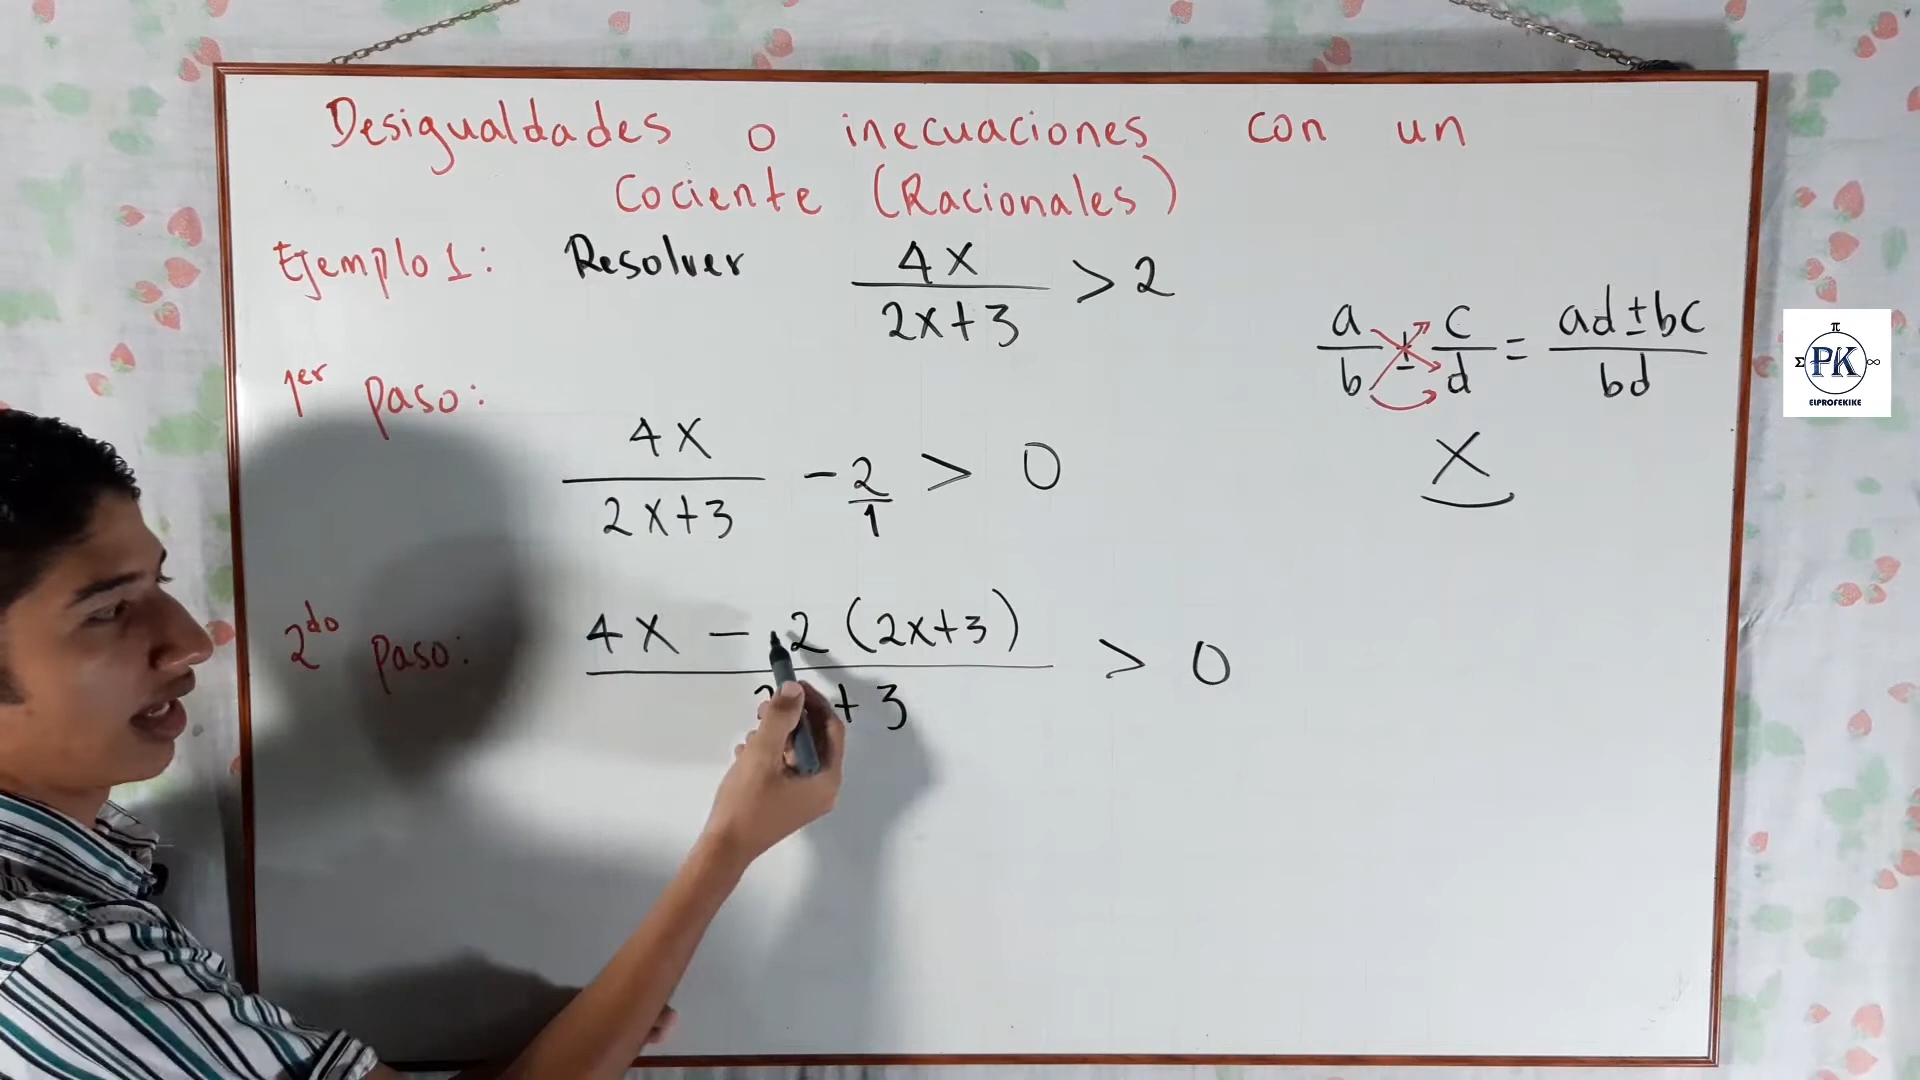 Desigualdades o inecuaciones con un
Cociente (Racionales)
Ejemplo 1: Resolver 4x / 2x+3 > 2
a/b ± c/d = ad ± bc / bd
1er paso:
4x / 2x+3 - 2/1 > 0
X
2do paso: 4x - 2(2x+3) / + 3 > 0
π
Σ PK ∞
ELPROFEKIKE